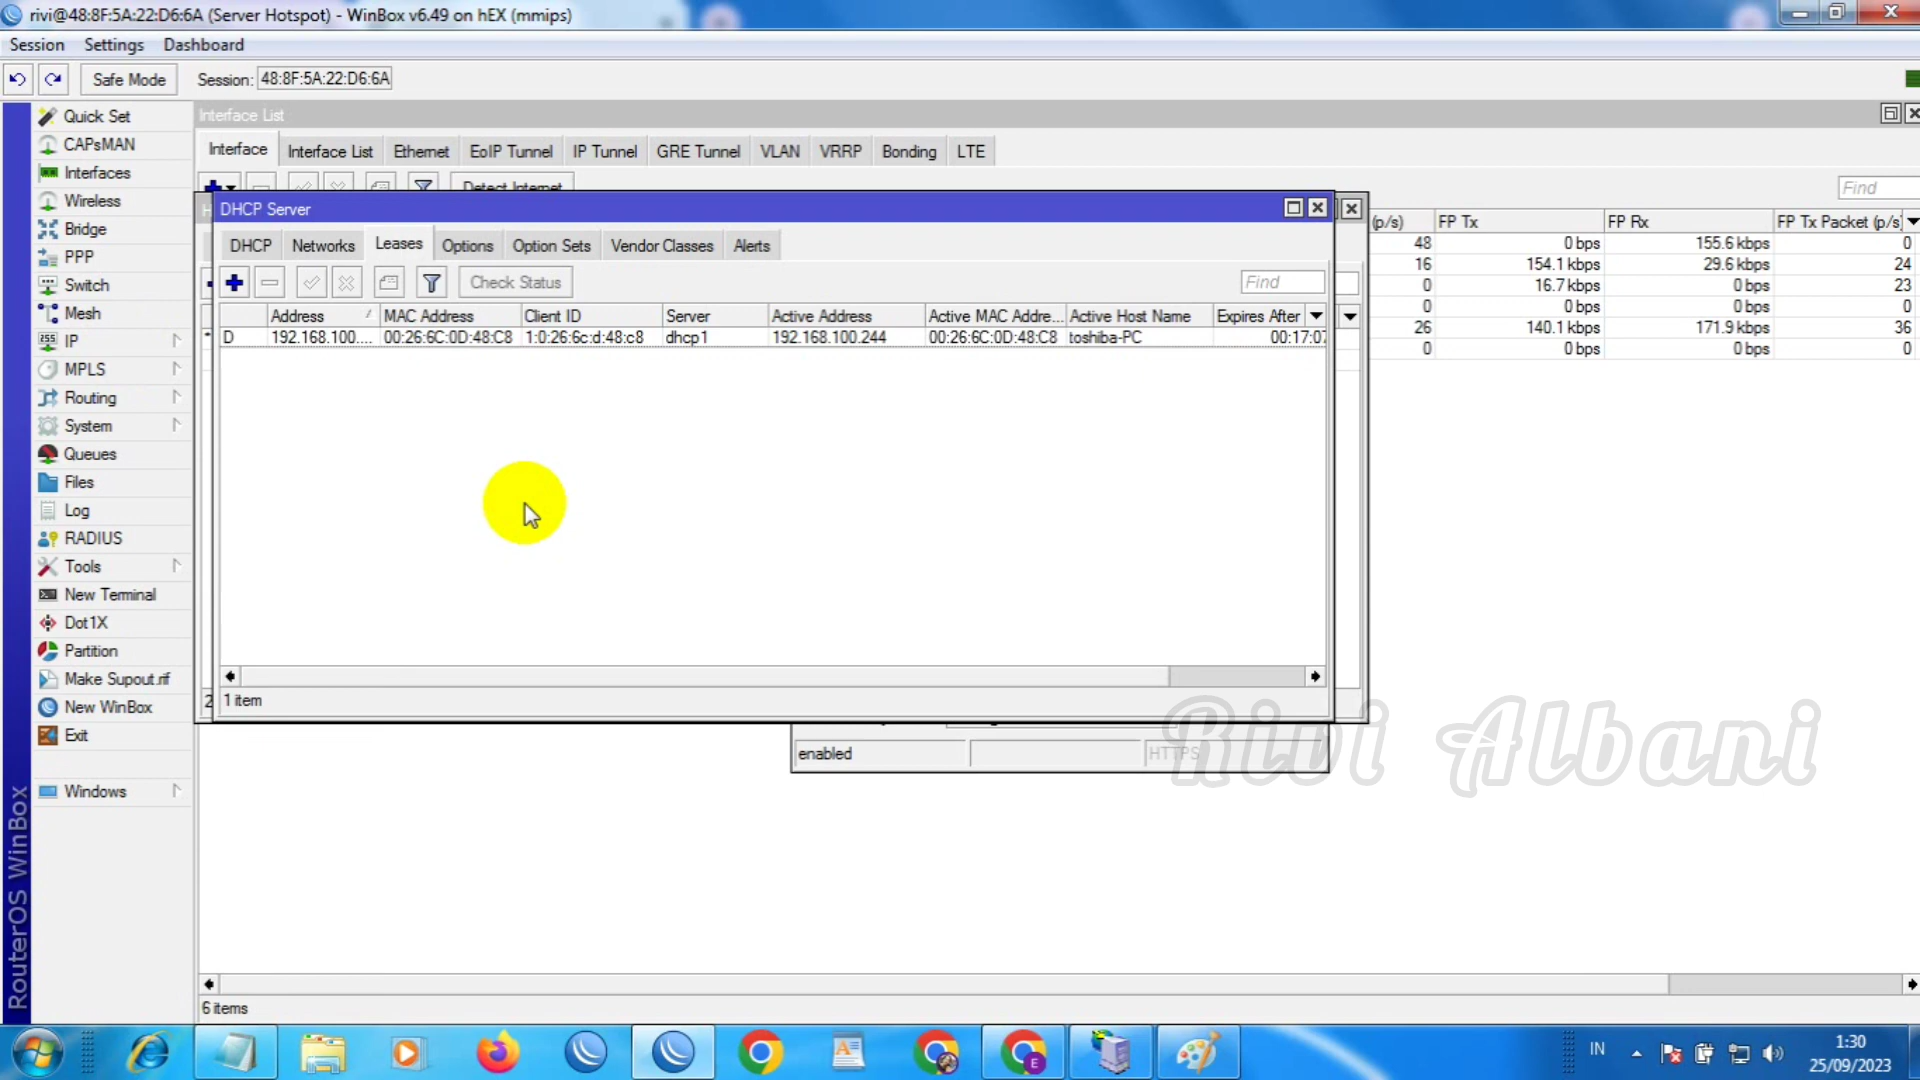 rivi@48:8F:5A:22:D6:6A (Server Hotspot) - WinBox v6.49 on hEX (mmips)
Session Settings Dashboard
Safe Mode Session: 48:8F:5A:22:D6:6A
Quick Set
CAPsMAN
Interfaces
Wireless
Bridge
PPP
Switch
Mesh
IP
MPLS
Routing
System
Queues
Files
Log
RADIUS
Tools
New Terminal
Dot1X
Partition
Make Supout.rif
New WinBox
Exit
Windows
RouterOS WinBox
Interface List
Interface Interface List Ethernet EoIP Tunnel IP Tunnel GRE Tunnel VLAN VRRP Bonding LTE
Detect Internet
Find
(p/s) FP Tx FP Rx FP Tx Packet (p/s)
48 0 bps 155.6 kbps 0
16 154.1 kbps 29.6 kbps 24
0 16.7 kbps 0 bps 23
0 0 bps 0 bps 0
26 140.1 kbps 171.9 kbps 36
0 0 bps 0 bps 0
DHCP Server
DHCP Networks Leases Options Option Sets Vendor Classes Alerts
Check Status
Find
Address MAC Address Client ID Server Active Address Active MAC Addre... Active Host Name Expires After
D 192.168.100.... 00:26:6C:0D:48:C8 1:0:26:6c:d:48:c8 dhcp1 192.168.100.244 00:26:6C:0D:48:C8 toshiba-PC 00:17:07
1 item
enabled HTTPS
Rivi Albani
6 items
IN
1:30
25/09/2023